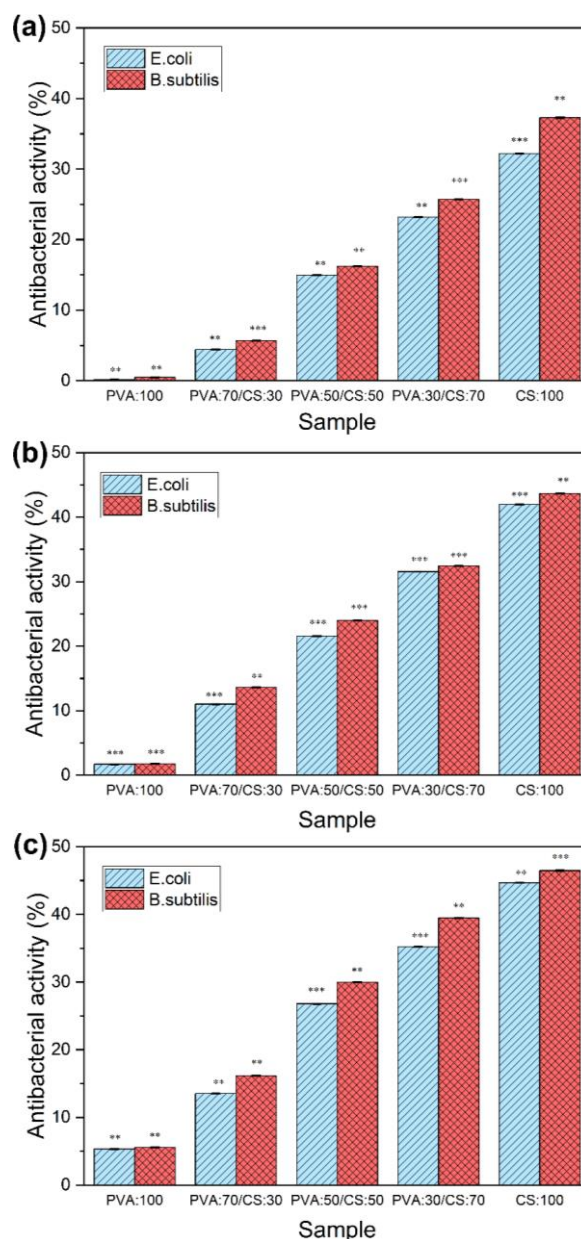 (a)
50
40
30
20
10
0
Antibacterial activity (%)
E.coli
B.subtilis
** ** ** *** ** ** ** *** *** **
PVA:100 PVA:70/CS:30 PVA:50/CS:50 PVA:30/CS:70 CS:100
Sample
(b)
50
40
30
20
10
0
Antibacterial activity (%)
E.coli
B.subtilis
*** *** *** ** *** *** *** *** *** **
PVA:100 PVA:70/CS:30 PVA:50/CS:50 PVA:30/CS:70 CS:100
Sample
(c)
50
40
30
20
10
0
Antibacterial activity (%)
E.coli
B.subtilis
** ** ** ** *** ** *** ** ** ***
PVA:100 PVA:70/CS:30 PVA:50/CS:50 PVA:30/CS:70 CS:100
Sample